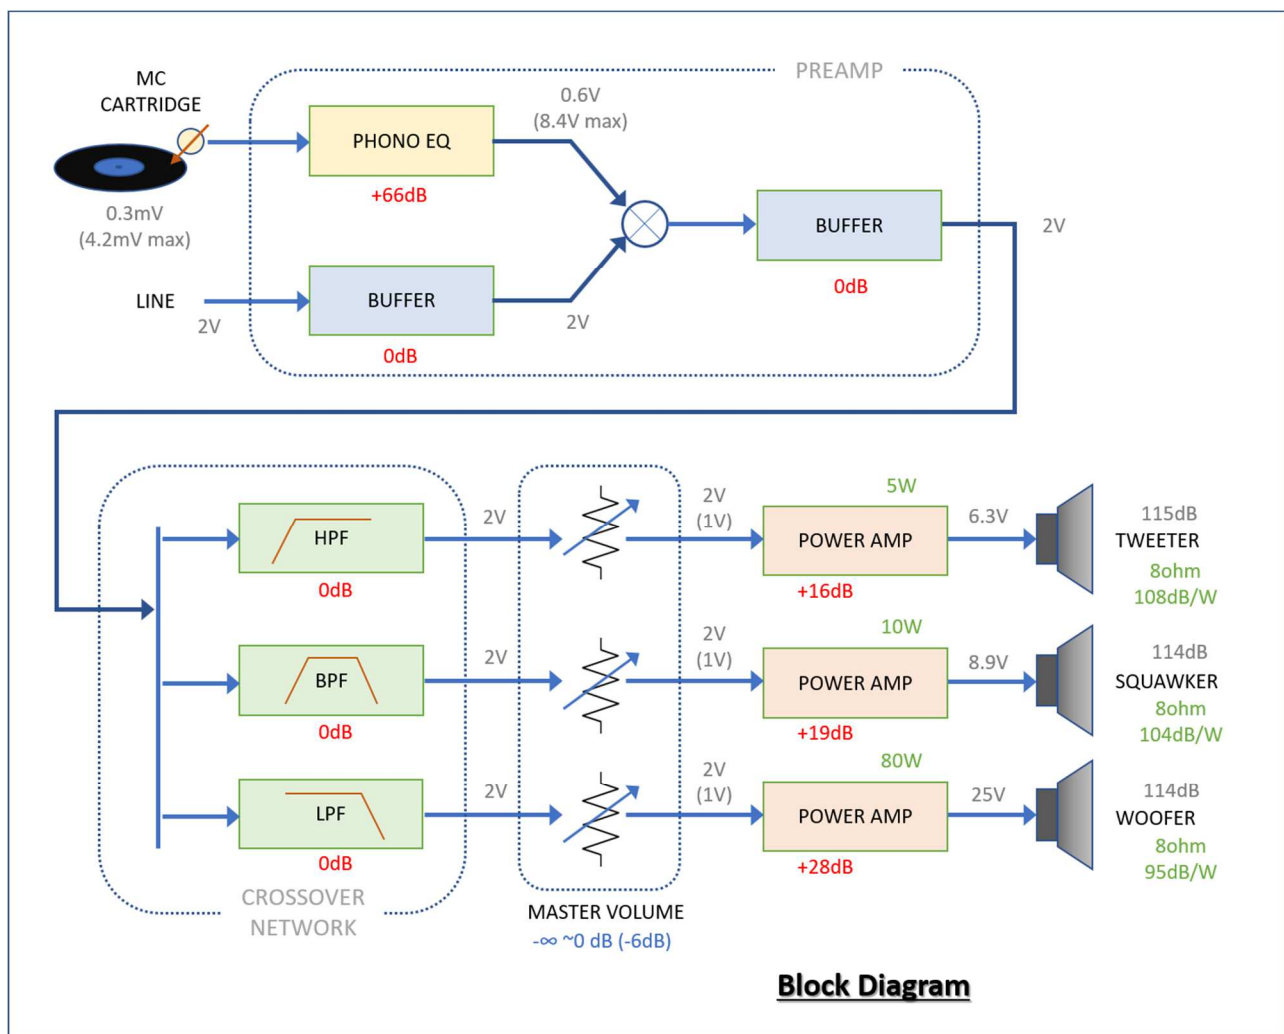 PREAMP
MC
CARTRIDGE
0.6V
(8.4V max)
PHONO EQ
+66dB
0.3mV
(4.2mV max)
BUFFER
2V
0dB
LINE
2V
BUFFER
2V
0dB
5W
2V
(1V)
6.3V
115dB
TWEETER
8ohm
108dB/W
HPF
2V
POWER AMP
0dB
+16dB
10W
2V
(1V)
8.9V
114dB
SQUAWKER
8ohm
104dB/W
BPF
2V
POWER AMP
0dB
+19dB
80W
2V
(1V)
25V
114dB
WOOFER
8ohm
95dB/W
LPF
2V
POWER AMP
0dB
+28dB
CROSSOVER
NETWORK
MASTER VOLUME
-∞ ~0 dB (-6dB)
Block Diagram